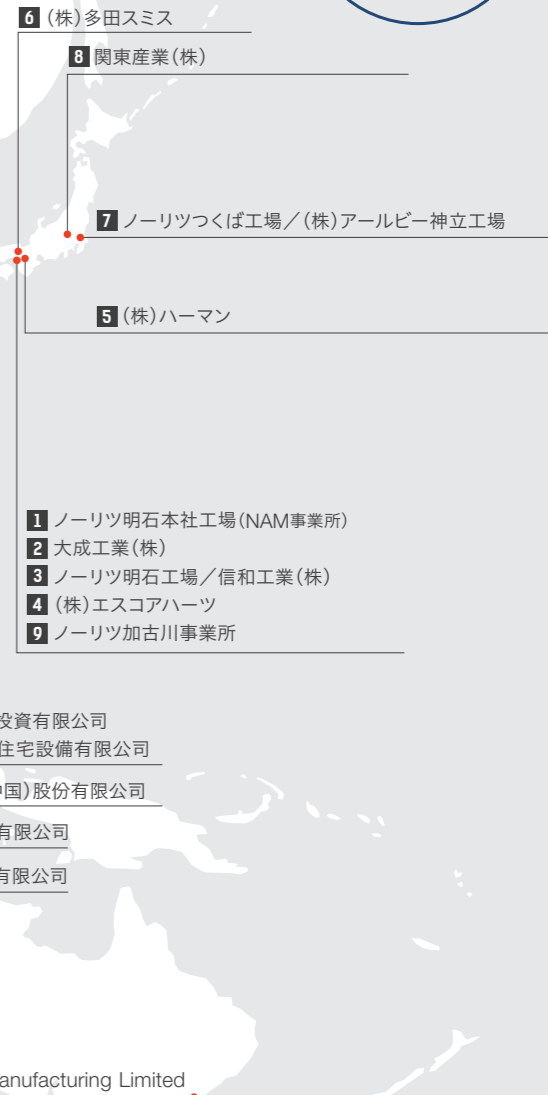 6 (株)多田スミス
8 関東産業(株)
7 ノーリツつくば工場／(株)アールビー神立工場
5 (株)ハーマン
1 ノーリツ明石本社工場(NAM事業所)
2 大成工業(株)
3 ノーリツ明石工場／信和工業(株)
4 (株)エスコアハーツ
9 ノーリツ加古川事業所
投資有限公司
住宅設備有限公司
中国)股份有限公司
有限公司
有限公司
anufacturing Limited